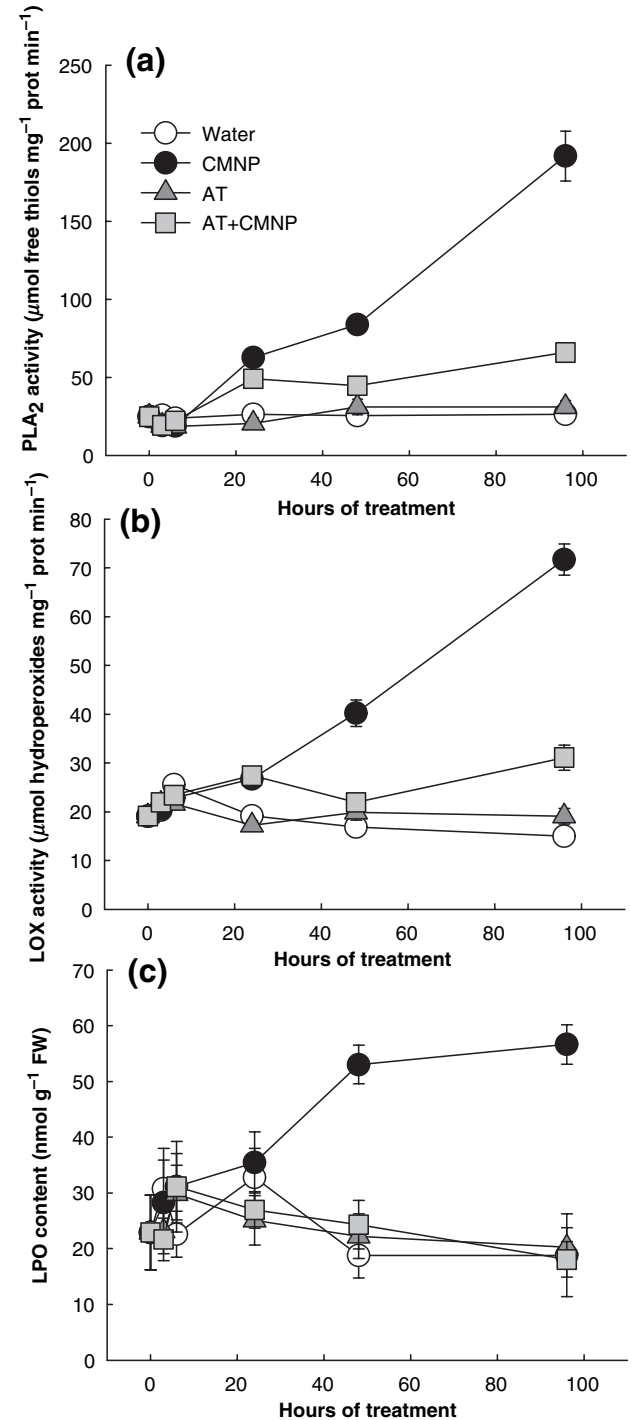 (a)
PLA2 activity (μmol free thiols mg−1 prot min−1)
250
200
150
100
50
0
Water
CMNP
AT
AT+CMNP
0 20 40 60 80 100
Hours of treatment
(b)
LOX activity (μmol hydroperoxides mg−1 prot min−1)
80
70
60
50
40
30
20
10
0
0 20 40 60 80 100
Hours of treatment
(c)
LPO content (nmol g−1 FW)
70
60
50
40
30
20
10
0
0 20 40 60 80 100
Hours of treatment